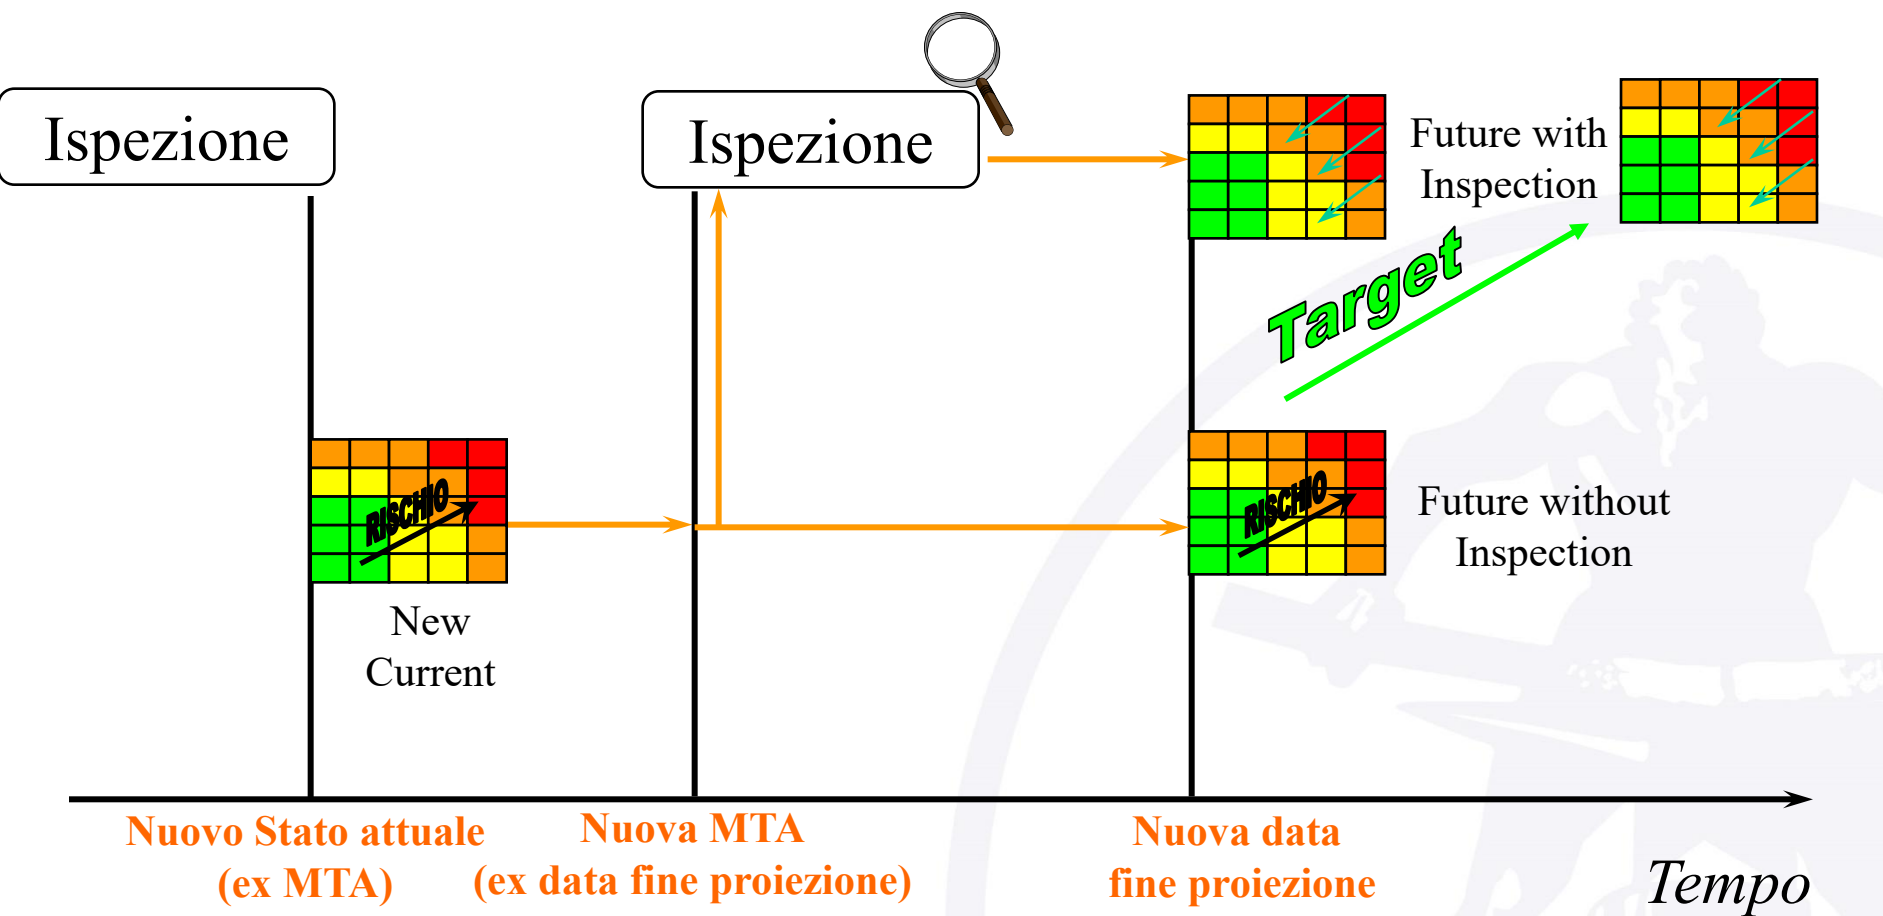 Ispezione
Ispezione
Future with
Inspection
Target
RISCHIO
New
Current
RISCHIO
Future without
Inspection
Nuovo Stato attuale
(ex MTA)
Nuova MTA
(ex data fine proiezione)
Nuova data
fine proiezione
Tempo